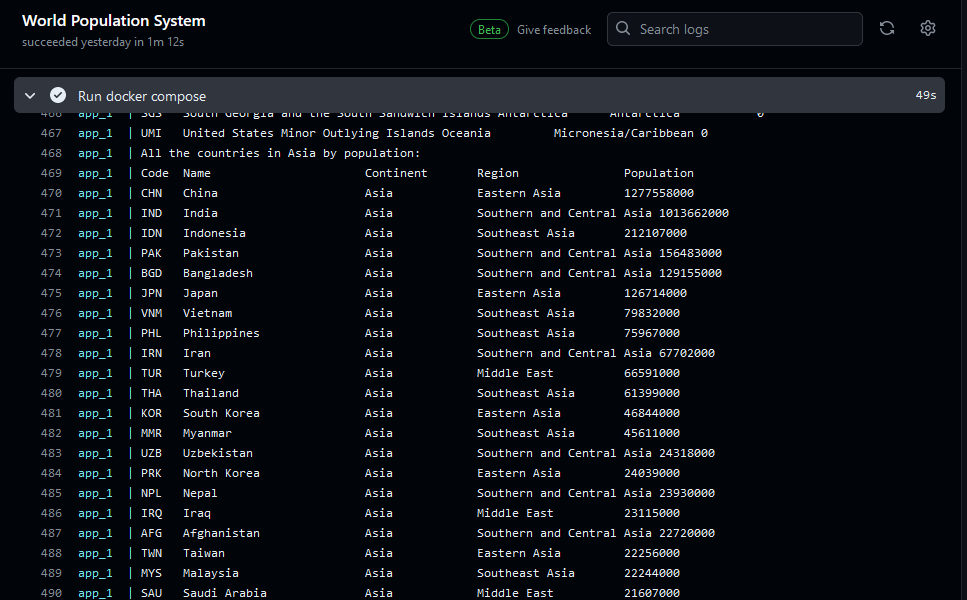 World Population System
succeeded yesterday in 1m 12s
Beta Give feedback
Search logs
Run docker compose 49s
466 app_1 | SGS South Georgia and the South Sandwich Islands Antarctica Antarctica 0
467 app_1 | UMI United States Minor Outlying Islands Oceania Micronesia/Caribbean 0
468 app_1 | All the countries in Asia by population:
469 app_1 | Code Name Continent Region Population
470 app_1 | CHN China Asia Eastern Asia 1277558000
471 app_1 | IND India Asia Southern and Central Asia 1013662000
472 app_1 | IDN Indonesia Asia Southeast Asia 212107000
473 app_1 | PAK Pakistan Asia Southern and Central Asia 156483000
474 app_1 | BGD Bangladesh Asia Southern and Central Asia 129155000
475 app_1 | JPN Japan Asia Eastern Asia 126714000
476 app_1 | VNM Vietnam Asia Southeast Asia 79832000
477 app_1 | PHL Philippines Asia Southeast Asia 75967000
478 app_1 | IRN Iran Asia Southern and Central Asia 67702000
479 app_1 | TUR Turkey Asia Middle East 66591000
480 app_1 | THA Thailand Asia Southeast Asia 61399000
481 app_1 | KOR South Korea Asia Eastern Asia 46844000
482 app_1 | MMR Myanmar Asia Southeast Asia 45611000
483 app_1 | UZB Uzbekistan Asia Southern and Central Asia 24318000
484 app_1 | PRK North Korea Asia Eastern Asia 24039000
485 app_1 | NPL Nepal Asia Southern and Central Asia 23930000
486 app_1 | IRQ Iraq Asia Middle East 23115000
487 app_1 | AFG Afghanistan Asia Southern and Central Asia 22720000
488 app_1 | TWN Taiwan Asia Eastern Asia 22256000
489 app_1 | MYS Malaysia Asia Southeast Asia 22244000
490 app_1 | SAU Saudi Arabia Asia Middle East 21607000